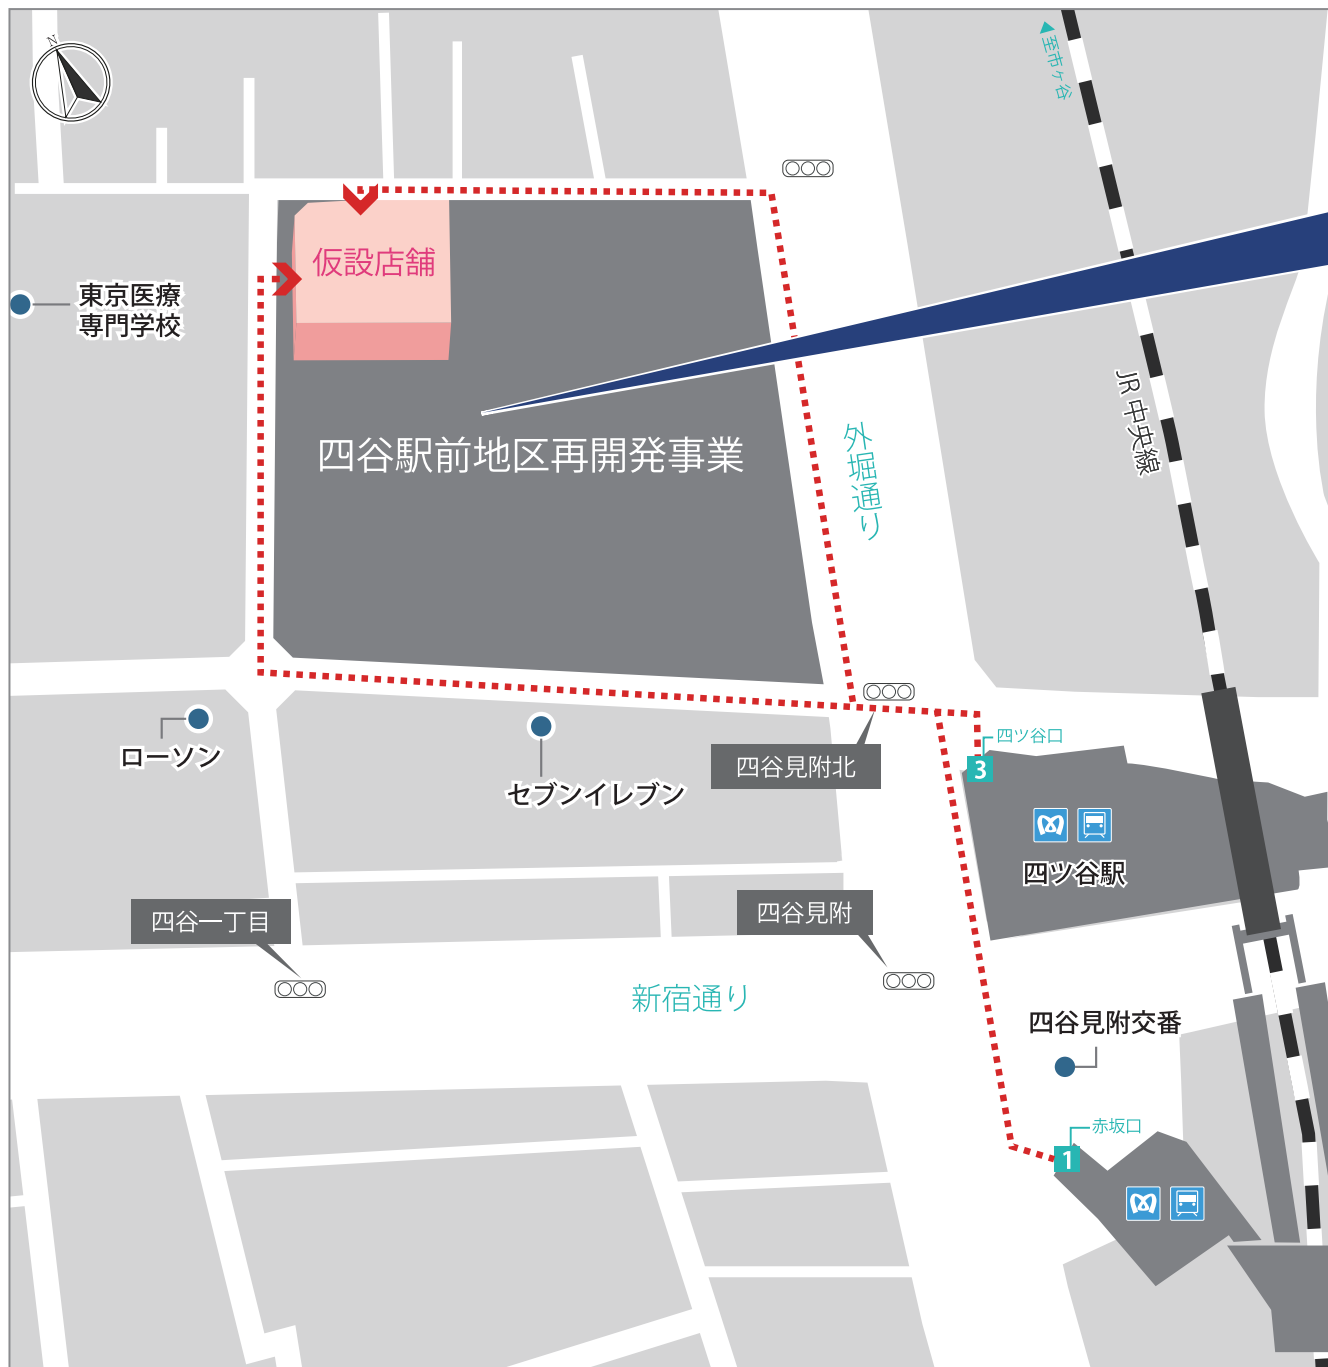 N
▲至市ヶ谷
仮設店舗
東京医療
専門学校
JR 中央線
四谷駅前地区再開発事業
外堀通り
四ツ谷口
3
ローソン
セブンイレブン
四谷見附北
四ツ谷駅
四谷一丁目
四谷見附
新宿通り
四谷見附交番
赤坂口
1